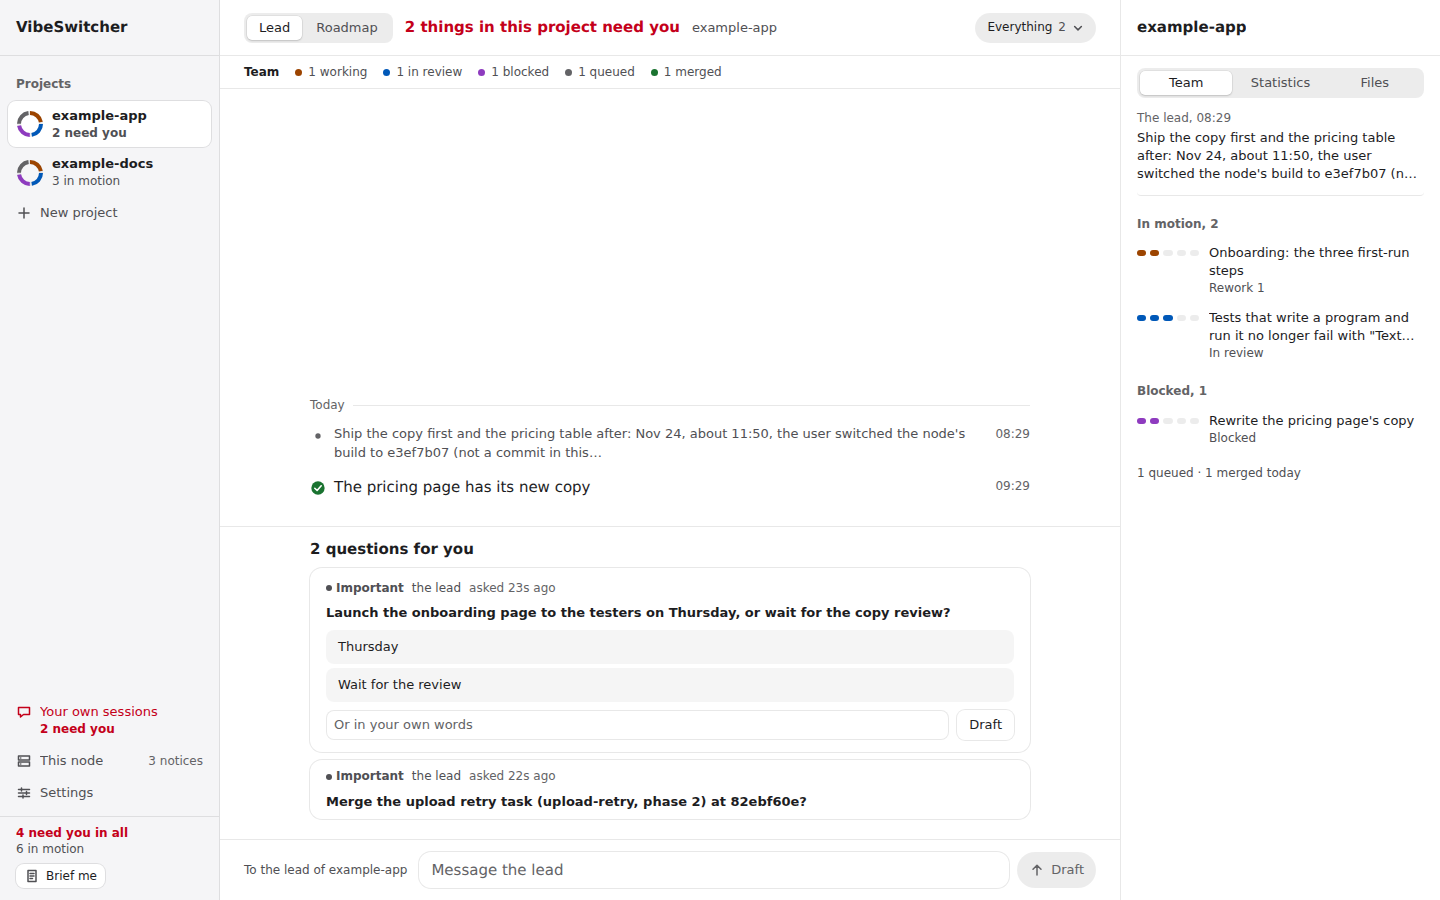 VibeSwitcher
Projects
example-app
2 need you
example-docs
3 in motion
New project
Your own sessions
2 need you
This node 3 notices
Settings
4 need you in all
6 in motion
Brief me
Lead Roadmap 2 things in this project need you example-app Everything 2
Team 1 working 1 in review 1 blocked 1 queued 1 merged
Today
Ship the copy first and the pricing table after: Nov 24, about 11:50, the user switched the node's 08:29
build to e3ef7b07 (not a commit in this…
The pricing page has its new copy 09:29
2 questions for you
Important the lead asked 23s ago
Launch the onboarding page to the testers on Thursday, or wait for the copy review?
Thursday
Wait for the review
Or in your own words Draft
Important the lead asked 22s ago
Merge the upload retry task (upload-retry, phase 2) at 82ebf60e?
To the lead of example-app Message the lead Draft
example-app
Team Statistics Files
The lead, 08:29
Ship the copy first and the pricing table
after: Nov 24, about 11:50, the user
switched the node's build to e3ef7b07 (n…
In motion, 2
Onboarding: the three first-run
steps
Rework 1
Tests that write a program and
run it no longer fail with "Text…
In review
Blocked, 1
Rewrite the pricing page's copy
Blocked
1 queued · 1 merged today